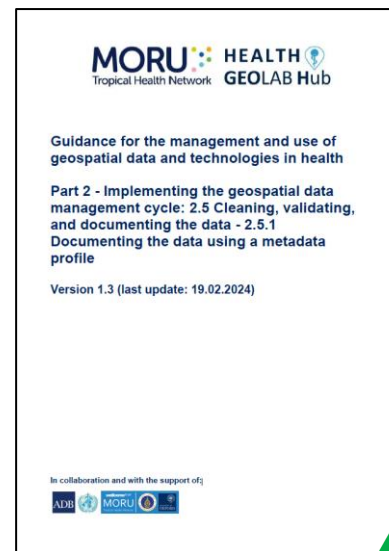 MORU
Tropical Health Network
HEALTH
GEOLAB Hub
Guidance for the management and use of
geospatial data and technologies in health
Part 2 - Implementing the geospatial data
management cycle: 2.5 Cleaning, validating,
and documenting the data - 2.5.1
Documenting the data using a metadata
profile
Version 1.3 (last update: 19.02.2024)
In collaboration and with the support of:
ADB
MORU